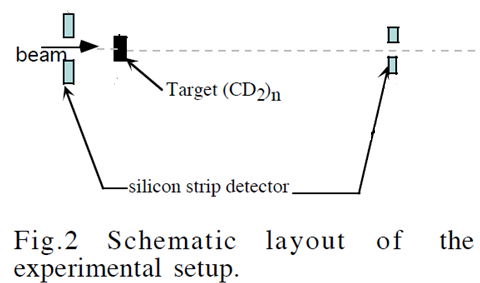 beam
Target (CD2)n
silicon strip detector
Fig.2 Schematic layout of the
experimental setup.